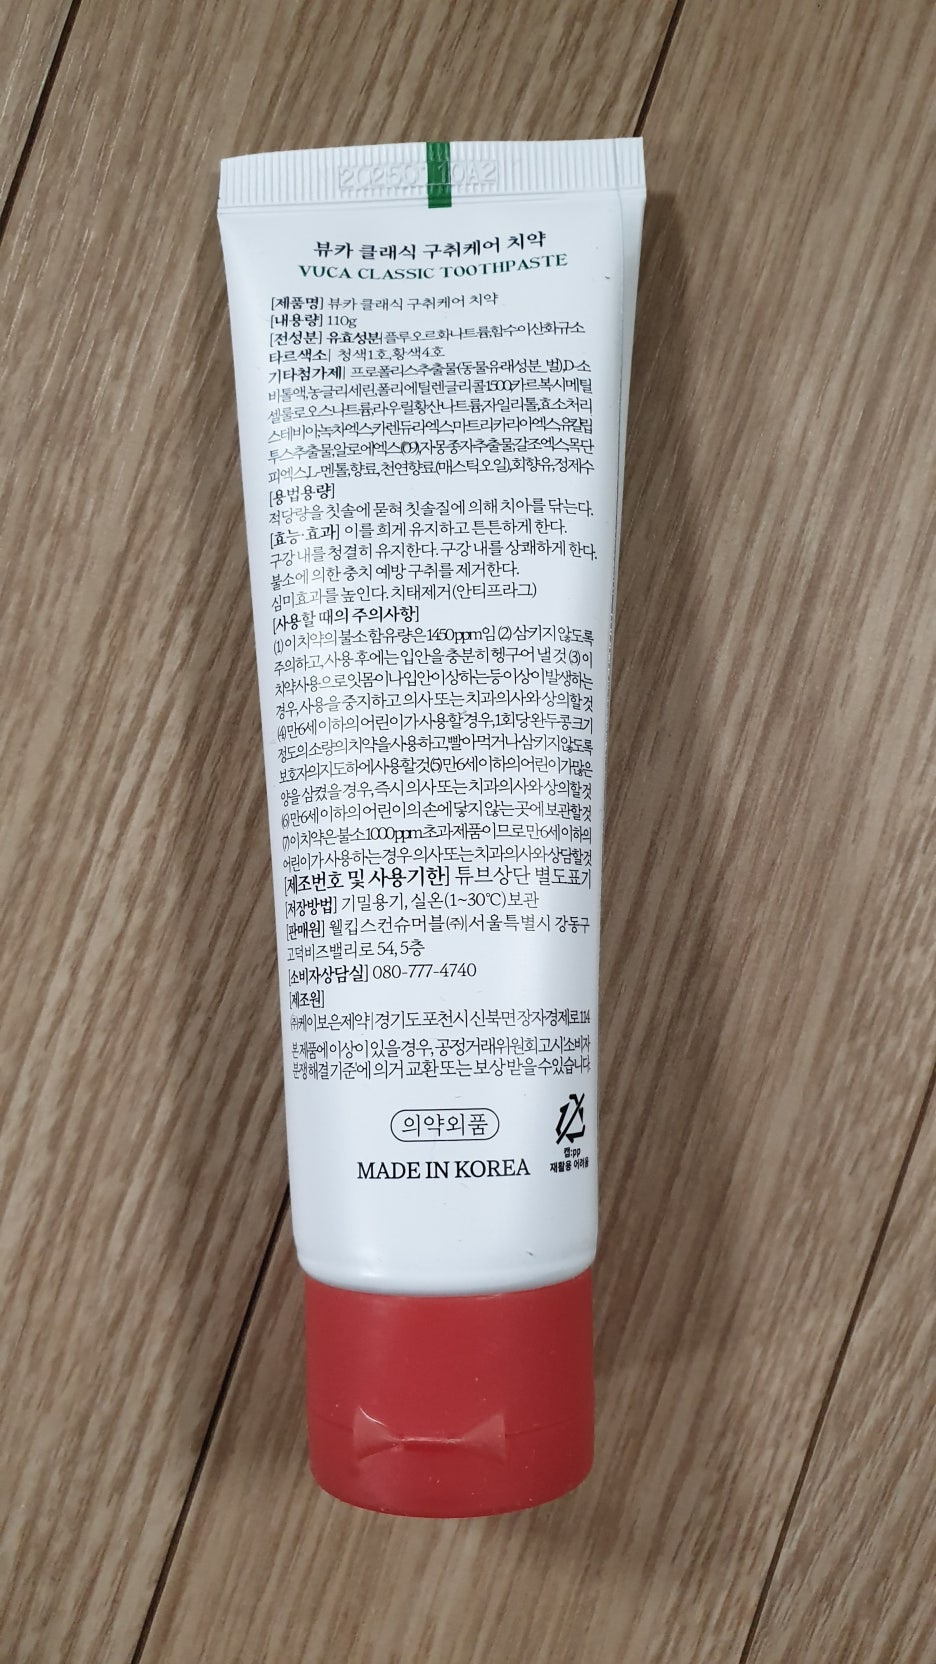 뷰카 클래식 구취케어 치약
VUCA CLASSIC TOOTHPASTE
[제품명] 뷰카 클래식 구취케어 치약
[내용량] 110g
[전성분] 유효성분|플루오르화나트륨,함수이산화규소
타르색소| 청색1호,황색4호
기타첨가제| 프로폴리스추출물(동물유래성분_벌),D-소
비톨액,농글리세린,폴리에틸렌글리콜1500,카르복시메틸
셀룰로오스나트륨,라우릴황산나트륨,자일리톨,효소처리
스테비아,녹차엑스,카렌듀라엑스,마트리카리아엑스,유칼립
투스추출물,알로에엑스(09),자몽종자추출물,갈조엑스,목단
피엑스,L-멘톨,향료, 천연향료(매스틱오일),회향유,정제수
[용법용량]
적당량을 칫솔에 묻혀 칫솔질에 의해 치아를 닦는다.
[효능·효과] 이를 희게 유지하고 튼튼하게 한다.
구강 내를 청결히 유지한다. 구강 내를 상쾌하게 한다.
불소에 의한 충치 예방 구취를 제거한다.
심미효과를 높인다. 치태제거(안티프라그)
[사용할 때의 주의사항]
(1) 이 치약의 불소 함유량은 1450ppm임 (2) 삼키지 않도록
주의하고, 사용 후에는 입안을 충분히 헹구어 낼 것 (3) 이
치약 사용으로 잇몸이나 입안이 상하는 등 이상이 발생하는
경우, 사용을 중지하고 의사 또는 치과의사와 상의할 것
(4) 만 6세 이하의 어린이가 사용할 경우, 1회당 완두콩 크기
정도의 소량의 치약을 사용하고, 빨아먹거나 삼키지 않도록
보호자의 지도하에 사용할 것 (5) 만 6세 이하의 어린이가 많은
양을 삼켰을 경우, 즉시 의사 또는 치과의사와 상의할 것
(6) 만 6세 이하의 어린이의 손에 닿지 않는 곳에 보관할 것
(7) 이 치약은 불소 1000ppm 초과 제품이므로 만 6세 이하의
어린이가 사용하는 경우 의사 또는 치과의사와 상담할 것
[제조번호 및 사용기한] 튜브상단 별도표기
[저장방법] 기밀용기, 실온(1~30℃)보관
[판매원] 웰킵스컨슈머블㈜|서울특별시 강동구
고덕비즈밸리로 54, 5층
[소비자상담실] 080-777-4740
[제조원]
㈜케이보은제약|경기도 포천시 신북면 장자경제로 114
본 제품에 이상이 있을 경우, 공정거래위원회 고시 소비자
분쟁해결기준에 의거 교환 또는 보상 받을 수 있습니다.
의약외품
캡:pp
재활용 어려움
MADE IN KOREA